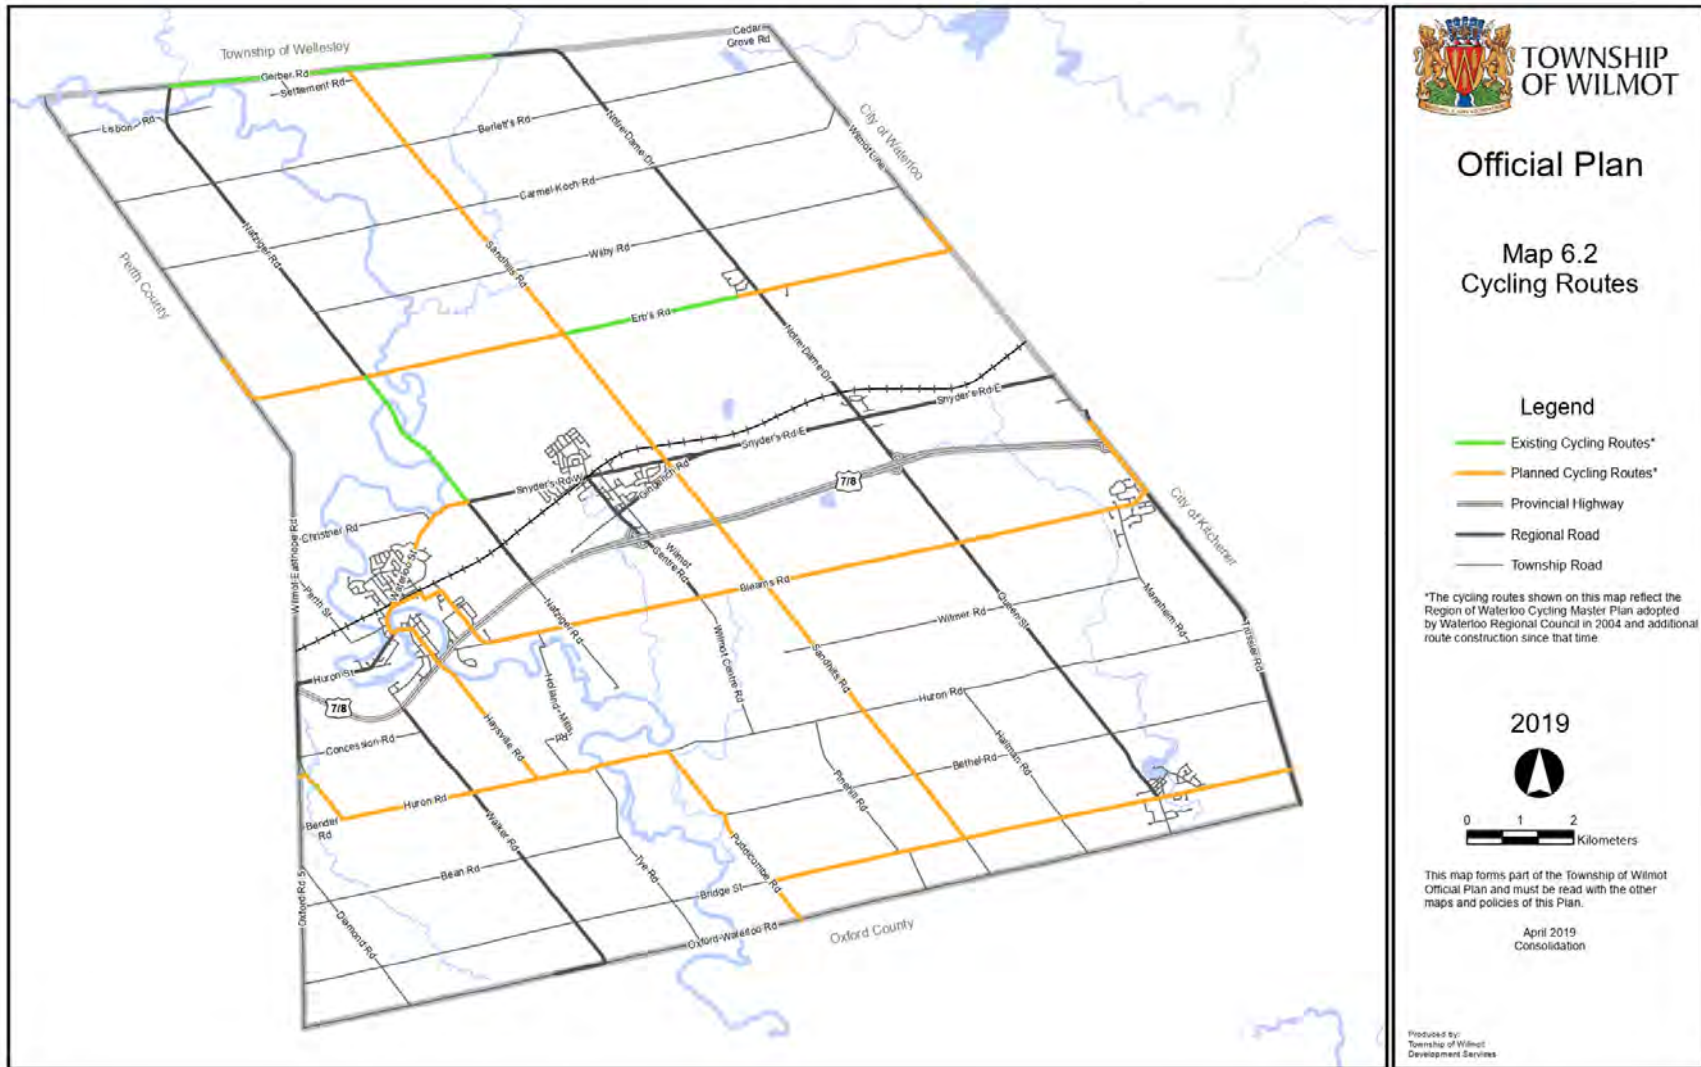 Township of Wellesley
Cedar
Grove Rd
Gerber Rd
Settlement Rd
Lisbon Rd
Berlett's Rd
Notre Dame Dr
City of Waterloo
Wilmot Line
Carmel-Koch Rd
Nafziger Rd
Sandhills Rd
Wilby Rd
Perth County
Erb's Rd
Notre Dame Dr
Snyder's Rd E
Snyder's Rd E
Gingerich Rd
Snyder's Rd W
7/8
City of Kitchener
Christner Rd
Wilmot-Easthope Rd
Waterloo St
Wilmot
Centre Rd
Bleams Rd
Perth St
Nafziger Rd
Queen St
Mannheim Rd
Wilmer Rd
Trussler Rd
Wilmot Centre Rd
Sandhills Rd
Huron St
7/8
Holland Mills
Rd
Huron Rd
Haysville Rd
Concession Rd
Hallman Rd
Bethel Rd
Pinehill Rd
Huron Rd
Bender
Rd
Walker Rd
Puddicombe Rd
Tye Rd
Bean Rd
Bridge St
Oxford Rd 5
Diamond Rd
Oxford-Waterloo Rd
Oxford County
TOWNSHIP
OF WILMOT
Official Plan
Map 6.2
Cycling Routes
Legend
Existing Cycling Routes*
Planned Cycling Routes*
Provincial Highway
Regional Road
Township Road
*The cycling routes shown on this map reflect the
Region of Waterloo Cycling Master Plan adopted
by Waterloo Regional Council in 2004 and additional
route construction since that time.
2019
0 1 2
Kilometers
This map forms part of the Township of Wilmot
Official Plan and must be read with the other
maps and policies of this Plan.
April 2019
Consolidation
Produced by:
Township of Wilmot
Development Services